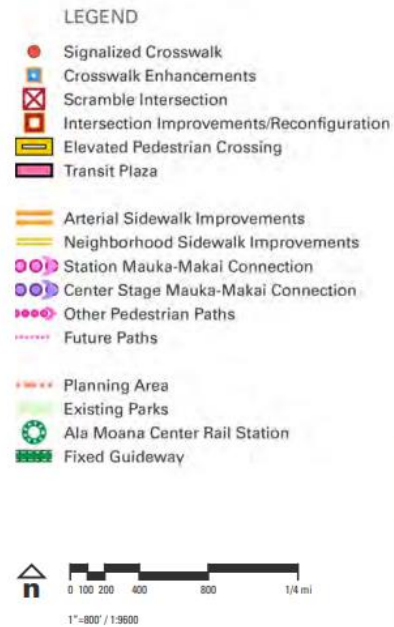 LEGEND
Signalized Crosswalk
Crosswalk Enhancements
Scramble Intersection
Intersection Improvements/Reconfiguration
Elevated Pedestrian Crossing
Transit Plaza
Arterial Sidewalk Improvements
Neighborhood Sidewalk Improvements
Station Mauka-Makai Connection
Center Stage Mauka-Makai Connection
Other Pedestrian Paths
Future Paths
Planning Area
Existing Parks
Ala Moana Center Rail Station
Fixed Guideway
n
0 100 200 400 800 1/4 mi
1"=800' / 1:9600